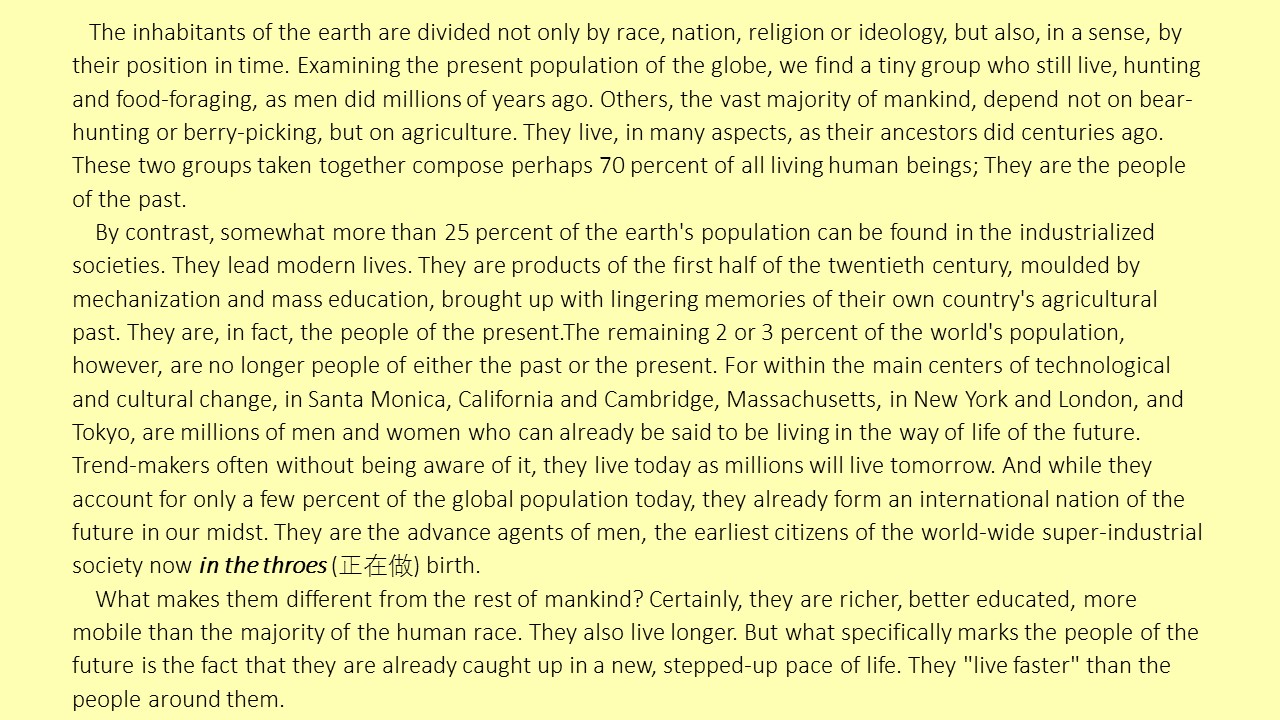 The inhabitants of the earth are divided not only by race, nation, religion or ideology, but also, in a sense, by
their position in time. Examining the present population of the globe, we find a tiny group who still live, hunting
and food-foraging, as men did millions of years ago. Others, the vast majority of mankind, depend not on bear-
hunting or berry-picking, but on agriculture. They live, in many aspects, as their ancestors did centuries ago.
These two groups taken together compose perhaps 70 percent of all living human beings; They are the people
of the past.
By contrast, somewhat more than 25 percent of the earth's population can be found in the industrialized
societies. They lead modern lives. They are products of the first half of the twentieth century, moulded by
mechanization and mass education, brought up with lingering memories of their own country's agricultural
past. They are, in fact, the people of the present.The remaining 2 or 3 percent of the world's population,
however, are no longer people of either the past or the present. For within the main centers of technological
and cultural change, in Santa Monica, California and Cambridge, Massachusetts, in New York and London, and
Tokyo, are millions of men and women who can already be said to be living in the way of life of the future.
Trend-makers often without being aware of it, they live today as millions will live tomorrow. And while they
account for only a few percent of the global population today, they already form an international nation of the
future in our midst. They are the advance agents of men, the earliest citizens of the world-wide super-industrial
society now in the throes (正在做) birth.
What makes them different from the rest of mankind? Certainly, they are richer, better educated, more
mobile than the majority of the human race. They also live longer. But what specifically marks the people of the
future is the fact that they are already caught up in a new, stepped-up pace of life. They "live faster" than the
people around them.